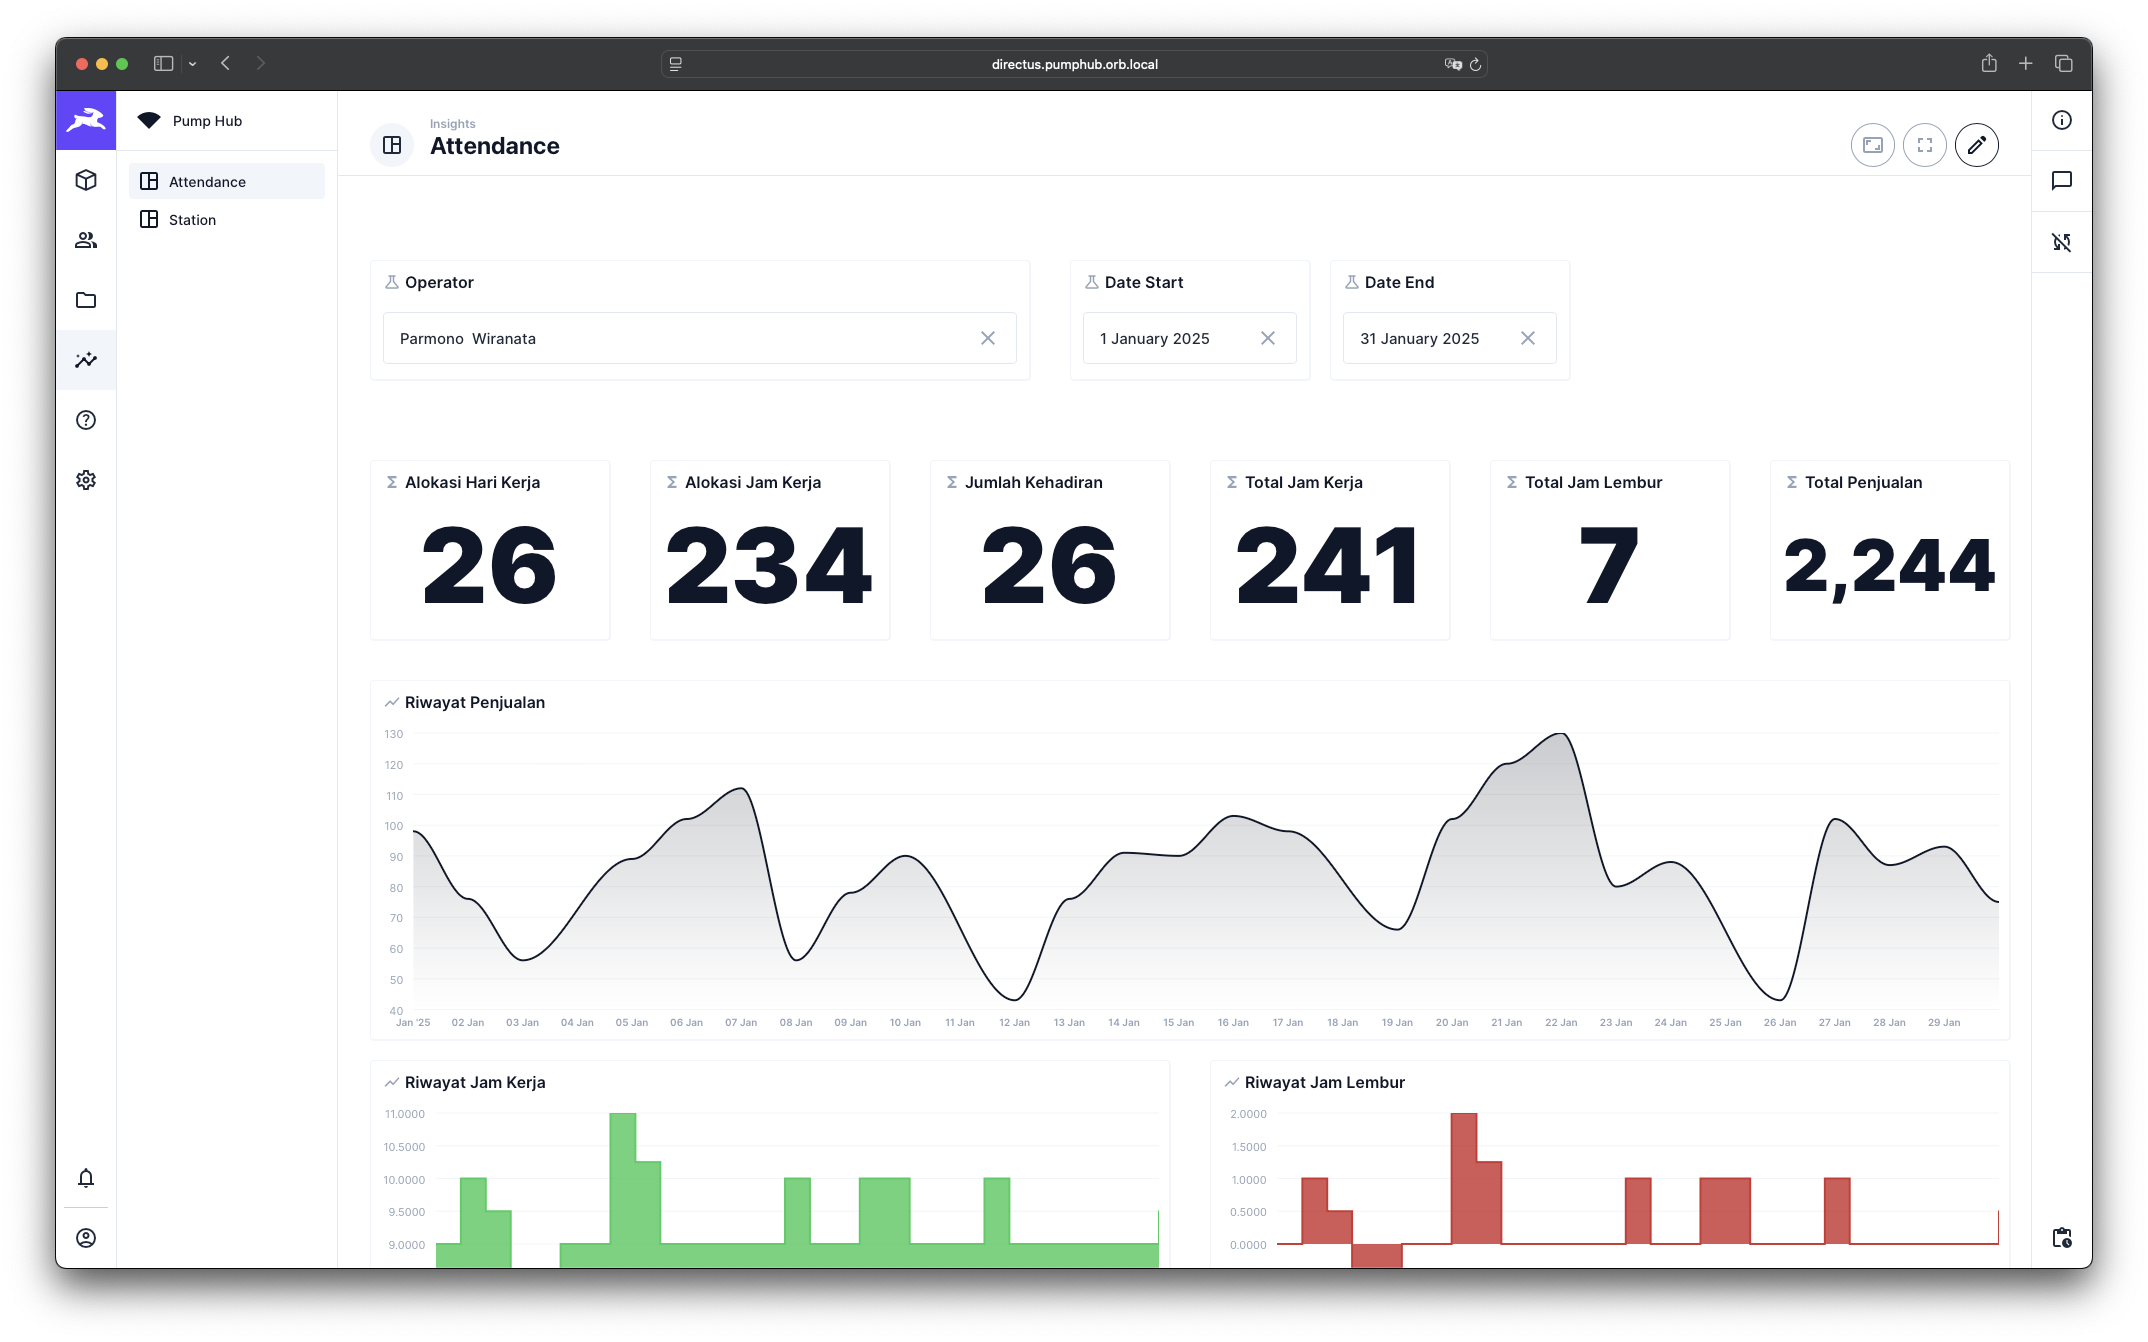 directus.pumphub.orb.local
Pump Hub
Attendance
Station
Insights
Attendance
Operator
Parmono  Wiranata
Date Start
1 January 2025
Date End
31 January 2025
Alokasi Hari Kerja
26
Alokasi Jam Kerja
234
Jumlah Kehadiran
26
Total Jam Kerja
241
Total Jam Lembur
7
Total Penjualan
2,244
Riwayat Penjualan
130
120
110
100
90
80
70
60
50
40
Jan '25 02 Jan 03 Jan 04 Jan 05 Jan 06 Jan 07 Jan 08 Jan 09 Jan 10 Jan 11 Jan 12 Jan 13 Jan 14 Jan 15 Jan 16 Jan 17 Jan 18 Jan 19 Jan 20 Jan 21 Jan 22 Jan 23 Jan 24 Jan 25 Jan 26 Jan 27 Jan 28 Jan 29 Jan
Riwayat Jam Kerja
11.0000
10.5000
10.0000
9.5000
9.0000
Riwayat Jam Lembur
2.0000
1.5000
1.0000
0.5000
0.0000